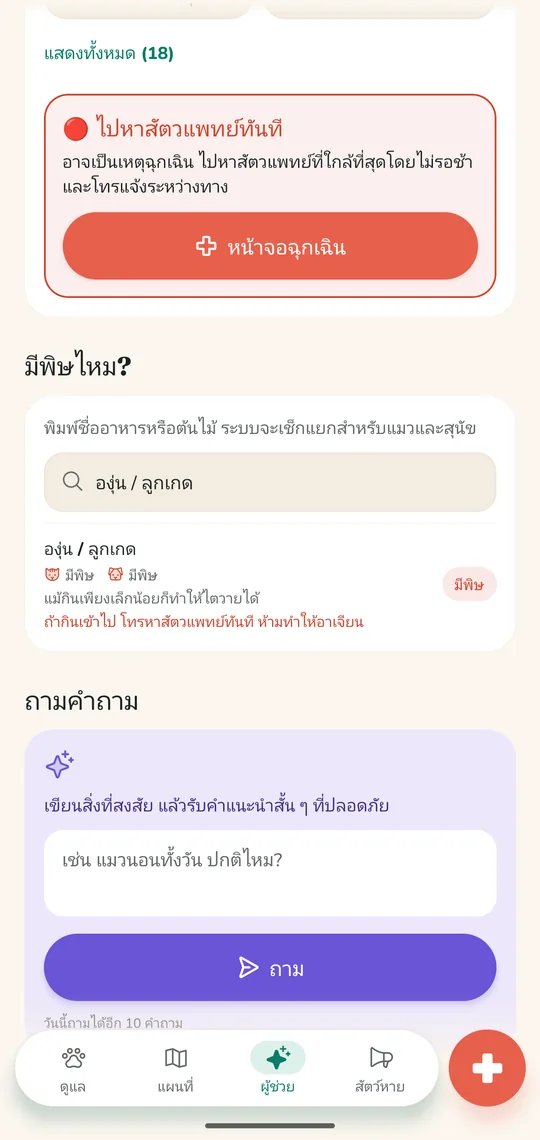 แสดงทั้งหมด (18)
ไปหาสัตวแพทย์ทันที
อาจเป็นเหตุฉุกเฉิน ไปหาสัตวแพทย์ที่ใกล้ที่สุดโดยไม่รอช้า
และโทรแจ้งระหว่างทาง
หน้าจอฉุกเฉิน
มีพิษไหม?
พิมพ์ชื่ออาหารหรือต้นไม้ ระบบจะเช็กแยกสำหรับแมวและสุนัข
องุ่น / ลูกเกด
องุ่น / ลูกเกด
มีพิษ มีพิษ
มีพิษ
แม้กินเพียงเล็กน้อยก็ทำให้ไตวายได้
ถ้ากินเข้าไป โทรหาสัตวแพทย์ทันที ห้ามทำให้อาเจียน
ถามคำถาม
เขียนสิ่งที่สงสัย แล้วรับคำแนะนำสั้น ๆ ที่ปลอดภัย
เช่น แมวนอนทั้งวัน ปกติไหม?
ถาม
วันนี้ถามได้อีก 10 คำถาม
ดูแล
แผนที่
ผู้ช่วย
สัตว์หาย